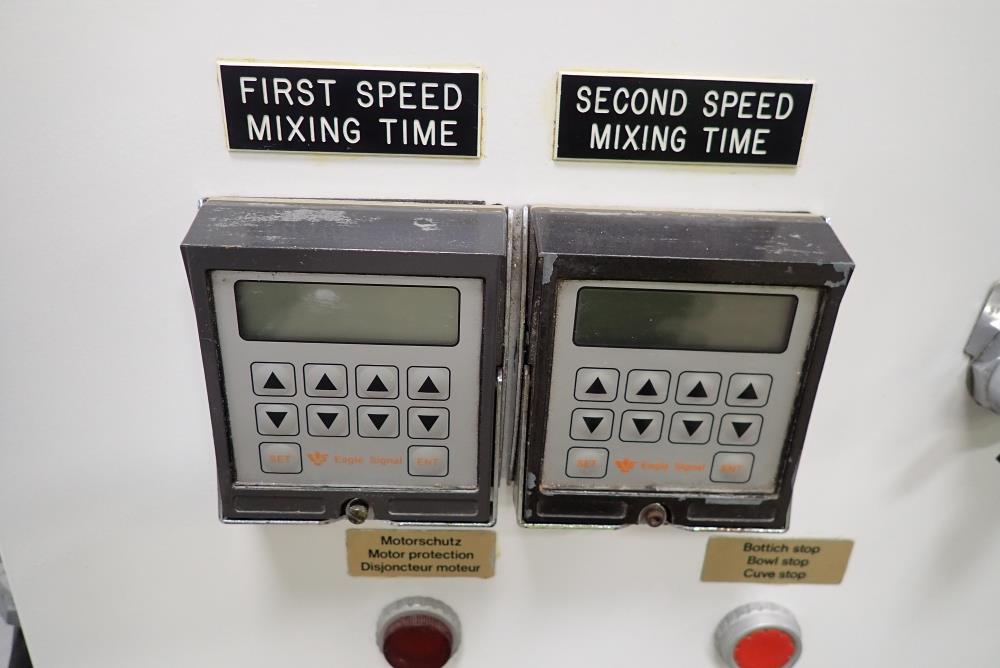 FIRST SPEED
MIXING TIME
SECOND SPEED
MIXING TIME
SET Eagle Signal ENT
SET Eagle Signal ENT
Motorschutz
Motor protection
Disjoncteur moteur
Bottich stop
Bowl stop
Cuve stop